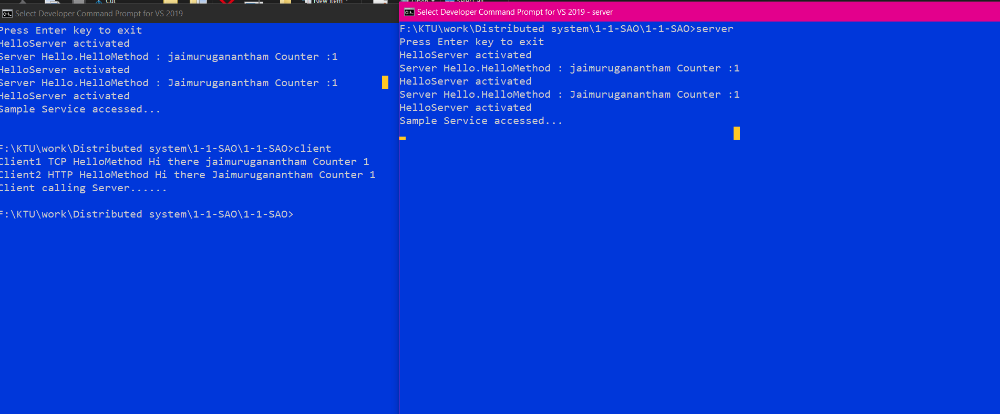 Cut
New item
Open
Select all
Select Developer Command Prompt for VS 2019
Press Enter key to exit
HelloServer activated
Server Hello.HelloMethod : jaimuruganantham Counter :1
HelloServer activated
Server Hello.HelloMethod : Jaimuruganantham Counter :1
HelloServer activated
Sample Service accessed...
F:\KTU\work\Distributed system\1-1-SAO\1-1-SAO>client
Client1 TCP HelloMethod Hi there jaimuruganantham Counter 1
Client2 HTTP HelloMethod Hi there Jaimuruganantham Counter 1
Client calling Server......
F:\KTU\work\Distributed system\1-1-SAO\1-1-SAO>
Select Developer Command Prompt for VS 2019 - server
F:\KTU\work\Distributed system\1-1-SAO\1-1-SAO>server
Press Enter key to exit
HelloServer activated
Server Hello.HelloMethod : jaimuruganantham Counter :1
HelloServer activated
Server Hello.HelloMethod : Jaimuruganantham Counter :1
HelloServer activated
Sample Service accessed...